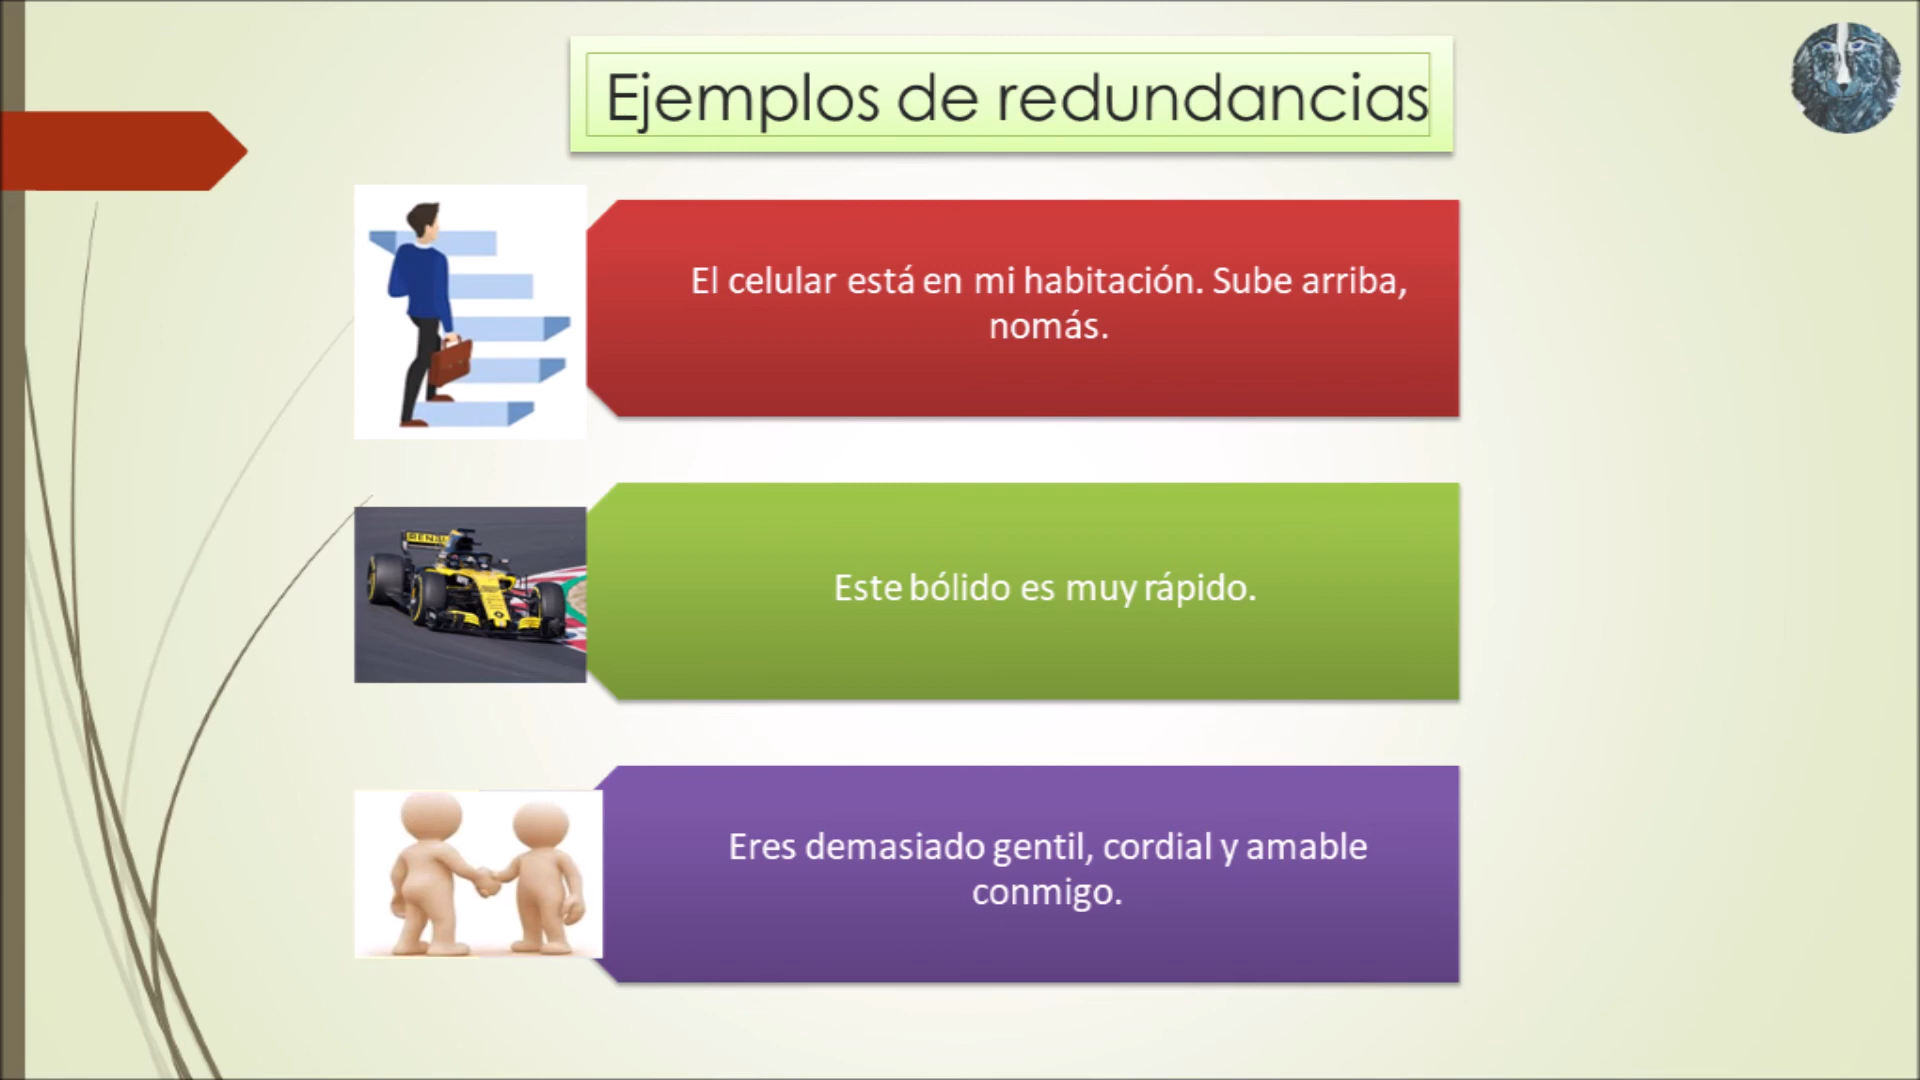 Ejemplos de redundancias
El celular está en mi habitación. Sube arriba,
nomás.
Este bólido es muy rápido.
Eres demasiado gentil, cordial y amable
conmigo.